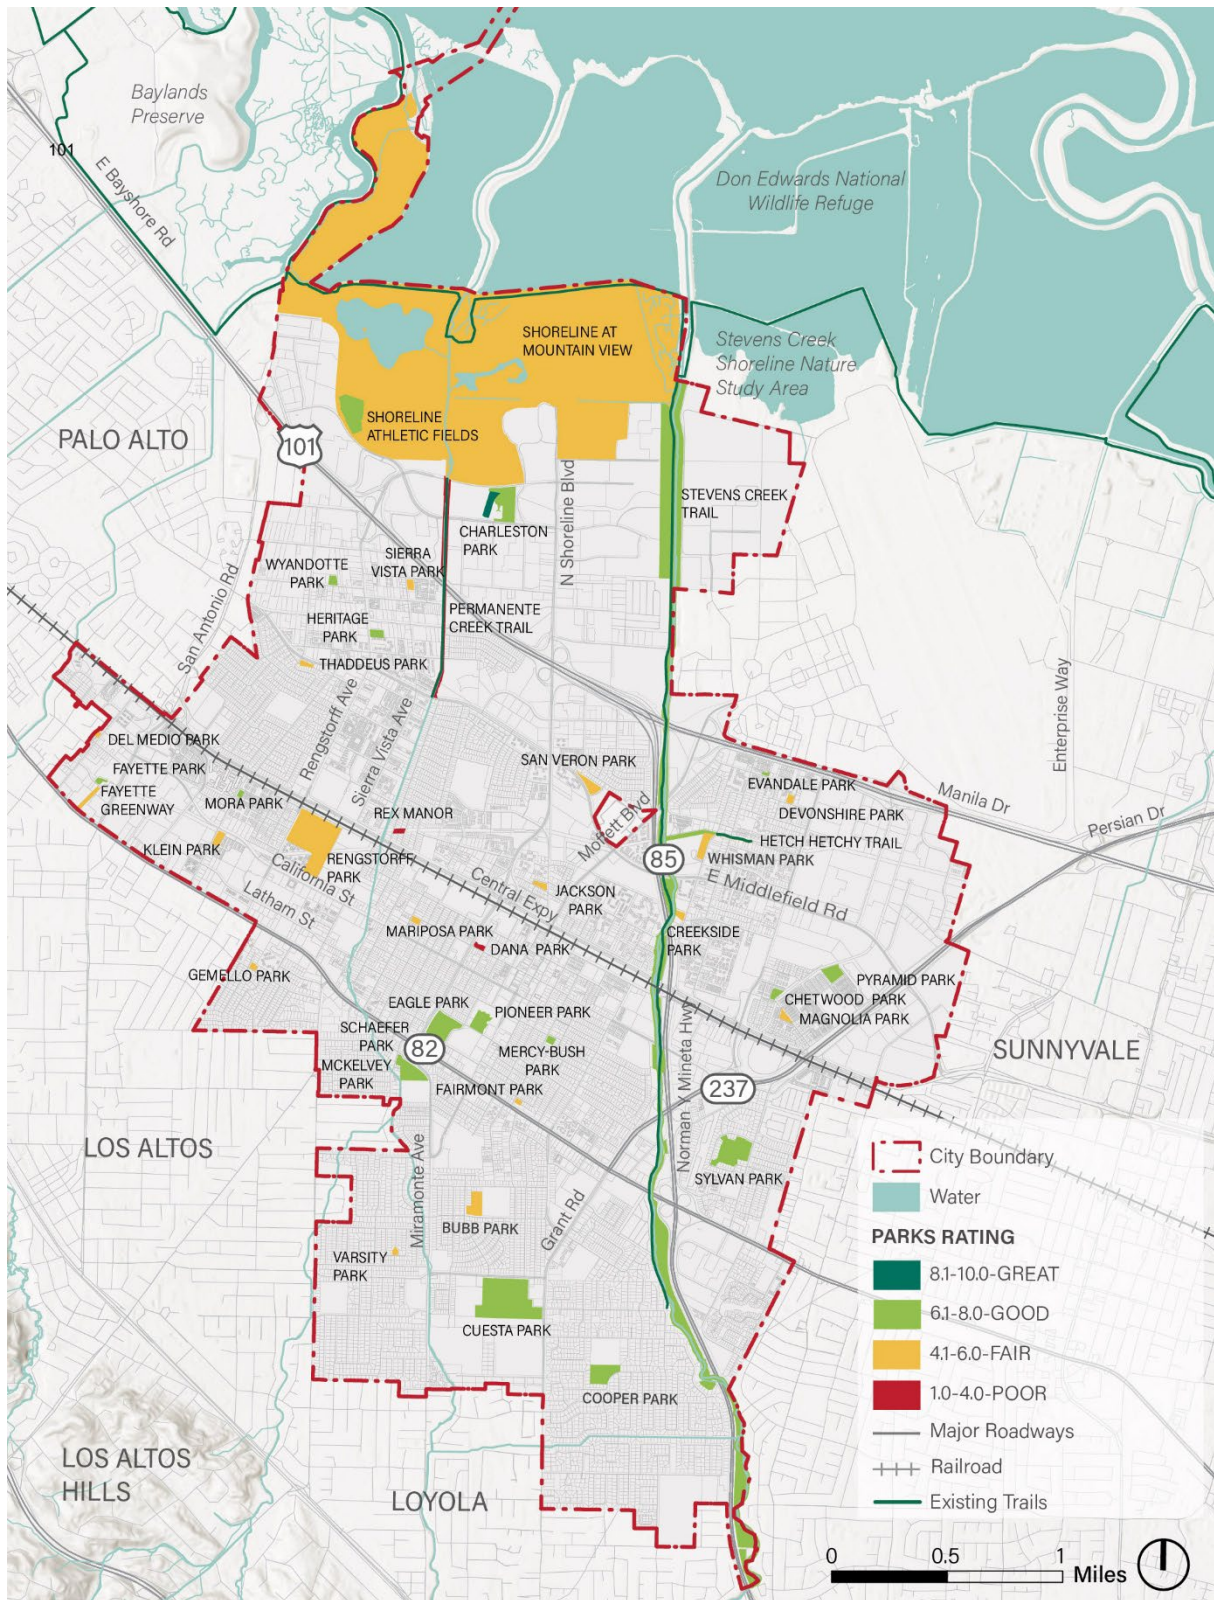 Baylands
Preserve
101
E Bayshore Rd
Don Edwards National
Wildlife Refuge
SHORELINE AT
MOUNTAIN VIEW
Stevens Creek
Shoreline Nature
Study Area
SHORELINE
ATHLETIC FIELDS
PALO ALTO
101
N Shoreline Blvd
STEVENS CREEK
TRAIL
CHARLESTON
PARK
SIERRA
VISTA PARK
WYANDOTTE
PARK
San Antonio Rd
HERITAGE
PARK
PERMANENTE
CREEK TRAIL
THADDEUS PARK
Rengstorff Ave
Sierra Vista Ave
Enterprise Way
DEL MEDIO PARK
FAYETTE PARK
FAYETTE
GREENWAY
MORA PARK
REX MANOR
SAN VERON PARK
EVANDALE PARK
DEVONSHIRE PARK
Manila Dr
Persian Dr
Moffett Blvd
HETCH HETCHY TRAIL
KLEIN PARK
RENGSTORFF
PARK
California St
Latham St
Central Expy
85
WHISMAN PARK
E Middlefield Rd
JACKSON
PARK
MARIPOSA PARK
DANA PARK
CREEKSIDE
PARK
GEMELLO PARK
PYRAMID PARK
CHETWOOD PARK
MAGNOLIA PARK
EAGLE PARK
PIONEER PARK
SCHAEFER
PARK
82
MCKELVEY
PARK
MERCY-BUSH
PARK
FAIRMONT PARK
Norman Y Mineta Hwy
237
SUNNYVALE
LOS ALTOS
Miramonte Ave
SYLVAN PARK
BUBB PARK
Grant Rd
VARSITY
PARK
CUESTA PARK
COOPER PARK
LOS ALTOS
HILLS
LOYOLA
City Boundary
Water
PARKS RATING
8.1-10.0-GREAT
6.1-8.0-GOOD
4.1-6.0-FAIR
1.0-4.0-POOR
Major Roadways
Railroad
Existing Trails
0 0.5 1
Miles